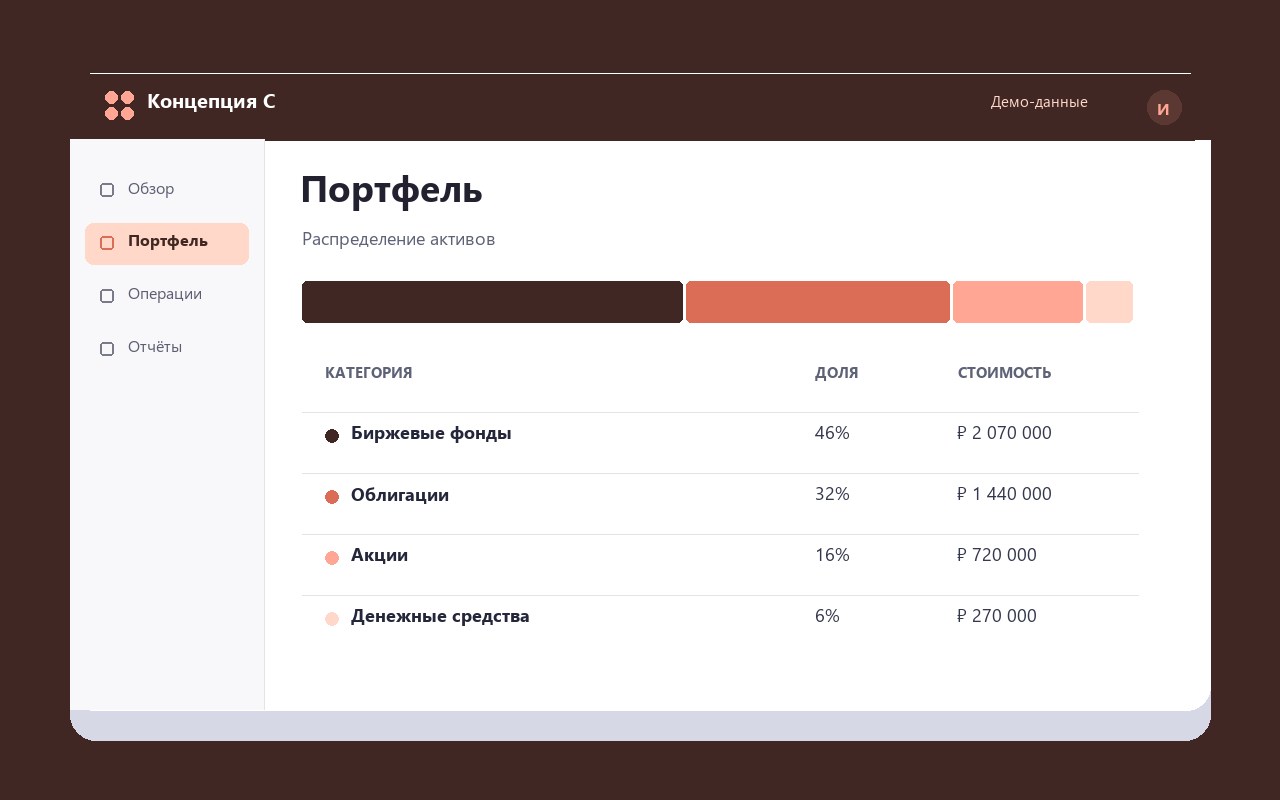 Концепция C
Демо-данные
И
Обзор
Портфель
Операции
Отчёты
Портфель
Распределение активов
КАТЕГОРИЯ ДОЛЯ СТОИМОСТЬ
Биржевые фонды 46% ₽ 2 070 000
Облигации 32% ₽ 1 440 000
Акции 16% ₽ 720 000
Денежные средства 6% ₽ 270 000